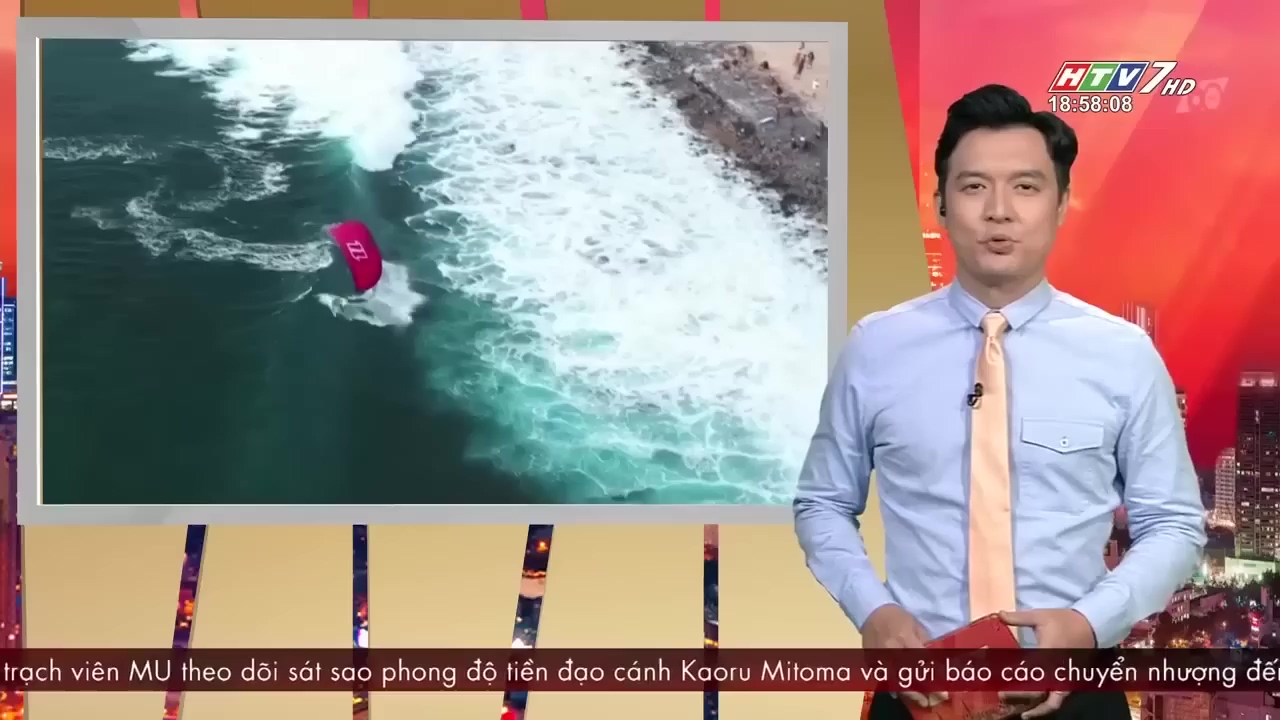 HTV7HD
18:58:08
trạch viên MU theo dõi sát sao phong độ tiền đạo cánh Kaoru Mitoma và gửi báo cáo chuyển nhượng đến